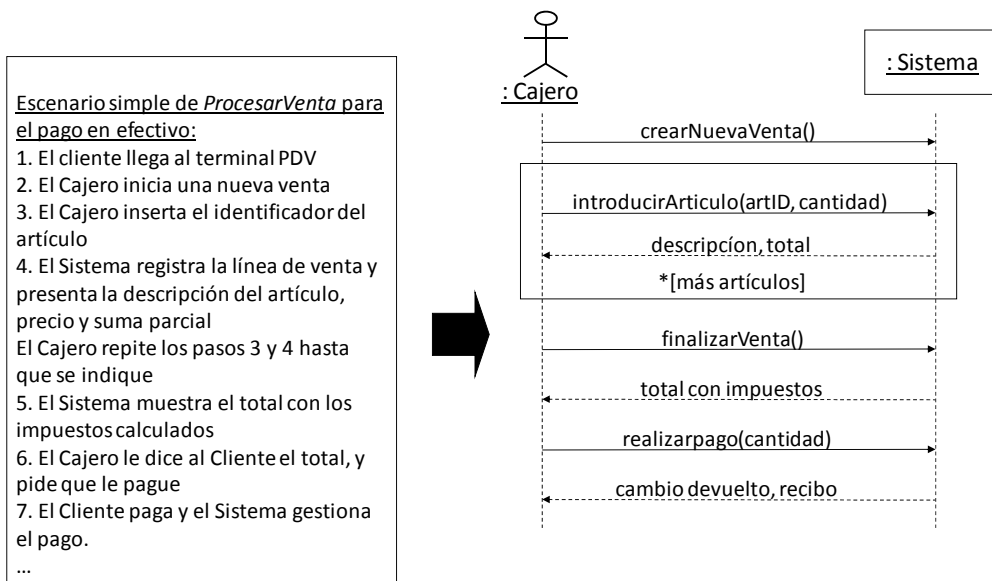 Escenario simple de ProcesarVenta para
el pago en efectivo:
1. El cliente llega al terminal PDV
2. El Cajero inicia una nueva venta
3. El Cajero inserta el identificador del
artículo
4. El Sistema registra la línea de venta y
presenta la descripción del artículo,
precio y suma parcial
El Cajero repite los pasos 3 y 4 hasta
que se indique
5. El Sistema muestra el total con los
impuestos calculados
6. El Cajero le dice al Cliente el total, y
pide que le pague
7. El Cliente paga y el Sistema gestiona
el pago.
...
: Cajero
: Sistema
crearNuevaVenta()
introducirArticulo(artID, cantidad)
descripcíon, total
*[más artículos]
finalizarVenta()
total con impuestos
realizarpago(cantidad)
cambio devuelto, recibo